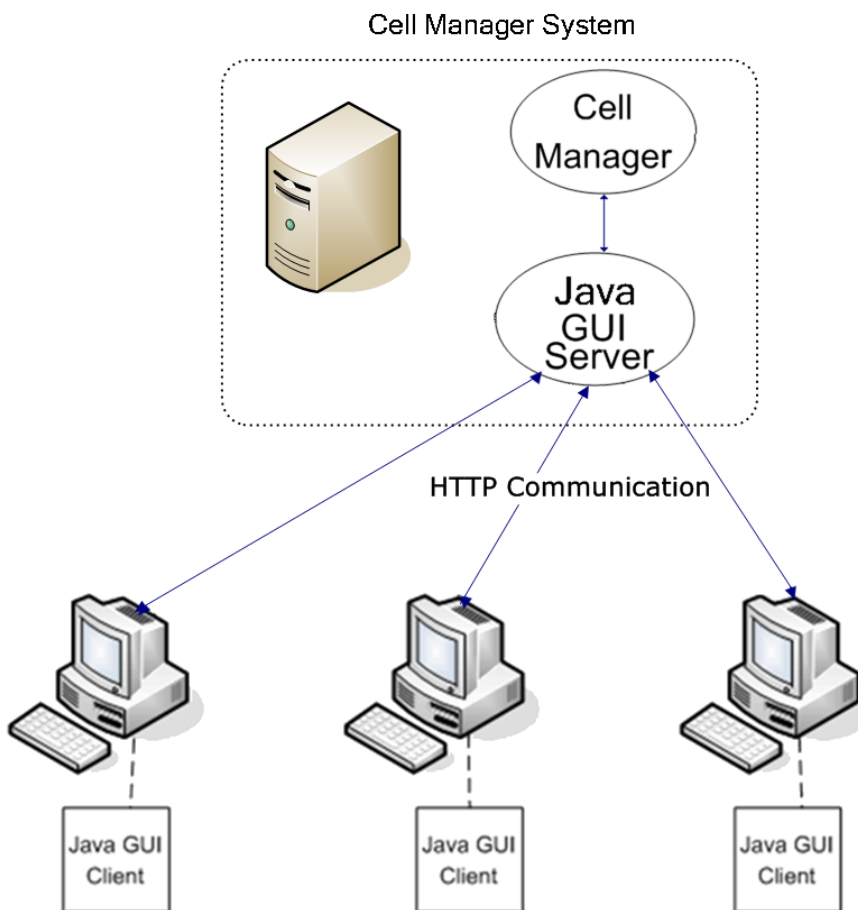 Cell Manager System
Cell
Manager
Java
GUI
Server
HTTP Communication
Java GUI
Client
Java GUI
Client
Java GUI
Client